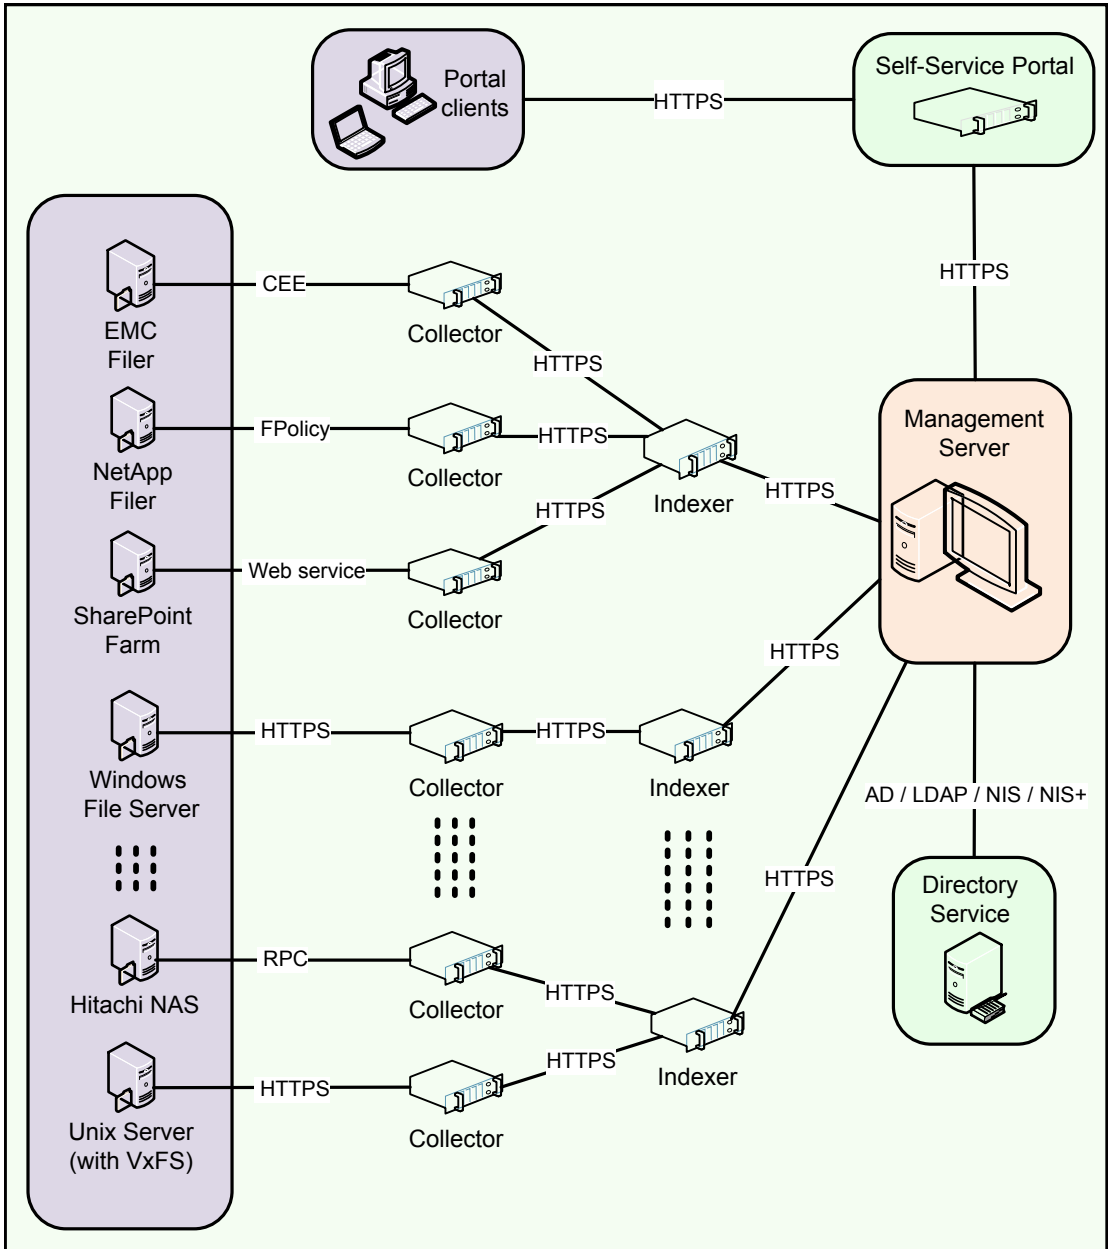 Portal
clients
HTTPS
Self-Service Portal
HTTPS
EMC
Filer
CEE
Collector
HTTPS
NetApp
Filer
FPolicy
Collector
HTTPS
Indexer
HTTPS
Management
Server
SharePoint
Farm
Web service
Collector
HTTPS
Windows
File Server
HTTPS
Collector
HTTPS
Indexer
HTTPS
AD / LDAP / NIS / NIS+
Directory
Service
Hitachi NAS
RPC
Collector
HTTPS
Indexer
HTTPS
Unix Server
(with VxFS)
HTTPS
Collector
HTTPS